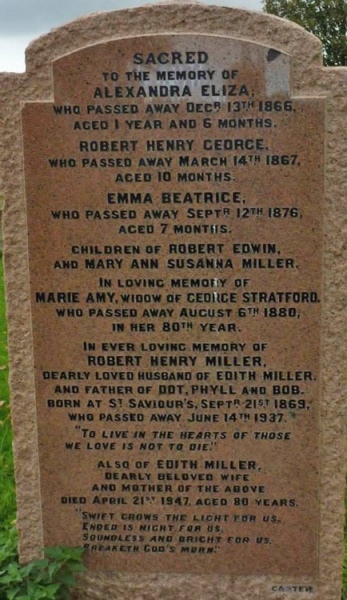 SACRED
TO THE MEMORY OF
ALEXANDRA ELIZA,
WHO PASSED AWAY DECR 13TH 1866,
AGED 1 YEAR AND 6 MONTHS.
ROBERT HENRY GEORGE,
WHO PASSED AWAY MARCH 14TH 1867,
AGED 10 MONTHS.
EMMA BEATRICE,
WHO PASSED AWAY SEPTR 12TH 1876,
AGED 7 MONTHS.
CHILDREN OF ROBERT EDWIN,
AND MARY ANN SUSANNA MILLER.
IN LOVING MEMORY OF
MARIE AMY, WIDOW OF GEORGE STRATFORD,
WHO PASSED AWAY AUGUST 6TH 1880,
IN HER 80TH YEAR.
IN EVER LOVING MEMORY OF
ROBERT HENRY MILLER,
DEARLY LOVED HUSBAND OF EDITH MILLER,
AND FATHER OF DOT, PHYLL AND BOB.
BORN AT ST SAVIOUR'S, SEPTR 21ST 1869,
WHO PASSED AWAY JUNE 14TH 1937.
"TO LIVE IN THE HEARTS OF THOSE
WE LOVE IS NOT TO DIE."
ALSO OF EDITH MILLER,
DEARLY BELOVED WIFE
AND MOTHER OF THE ABOVE
DIED APRIL 21ST 1947, AGED 80 YEARS.
"SWIFT GROWS THE LIGHT FOR US,
ENDED IS NIGHT FOR US,
SOUNDLESS AND BRIGHT FOR US,
BREAKETH GOD'S MORN."
CASTER